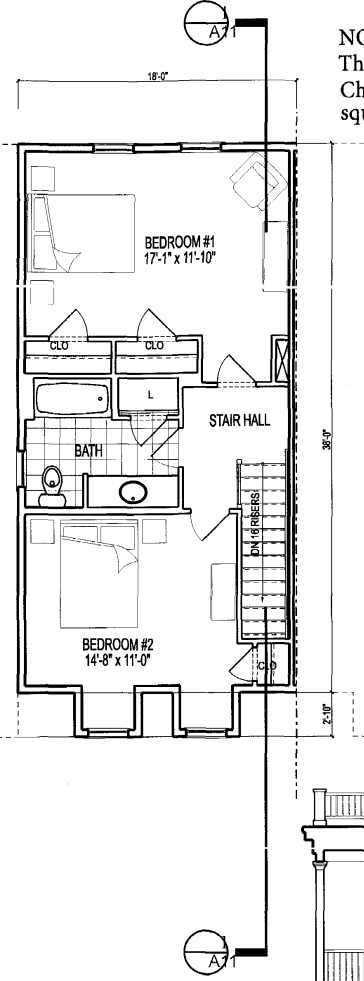 A11
NO
Th
Ch
squ
18'-0"
BEDROOM #1
17'-1" x 11'-10"
CLO
CLO
L
STAIR HALL
BATH
38'-0"
DN 16 RISERS
BEDROOM #2
14'-8" x 11'-0"
CLO
2'-10"
A11